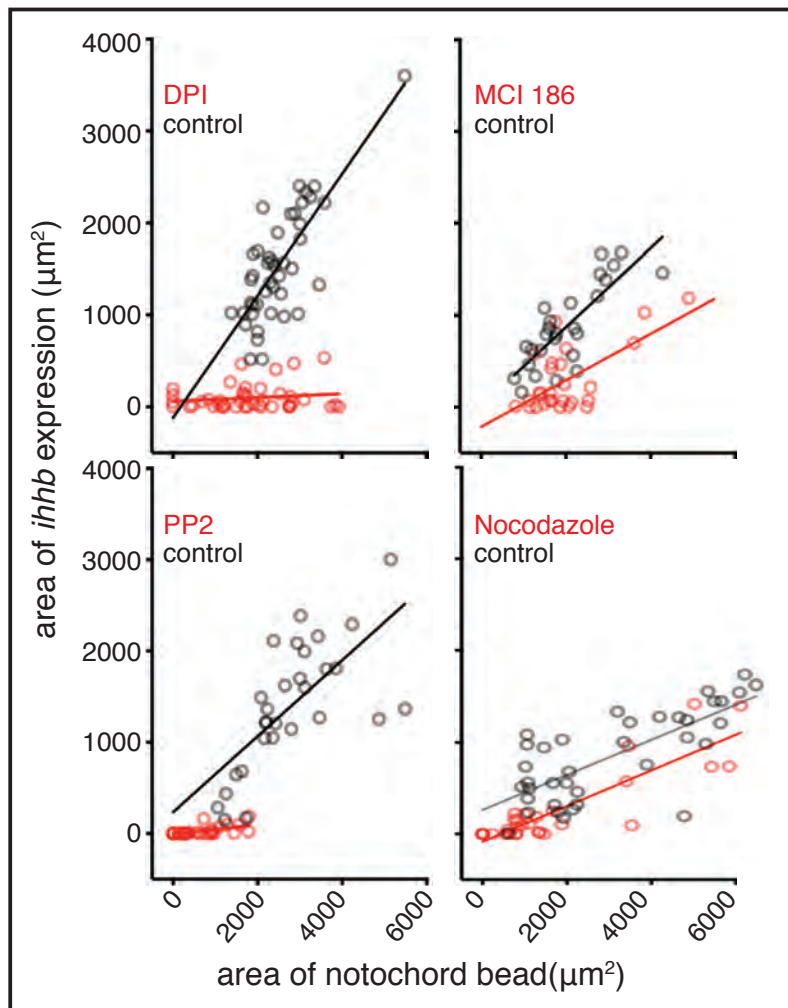 4000
3000
2000
1000
0
DPI
control
MCI 186
control
4000
3000
2000
1000
0
PP2
control
Nocodazole
control
area of ihhb expression (µm²)
0
2000
4000
6000
0
2000
4000
6000
area of notochord bead(µm²)